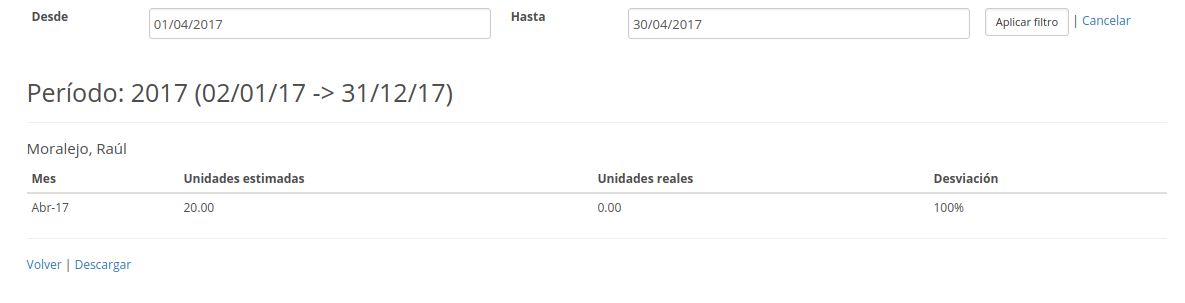 Desde 01/04/2017 Hasta 30/04/2017 Aplicar filtro | Cancelar
Período: 2017 (02/01/17 -> 31/12/17)
Moralejo, Raúl
Mes Unidades estimadas Unidades reales Desviación
Abr-17 20.00 0.00 100%
Volver | Descargar